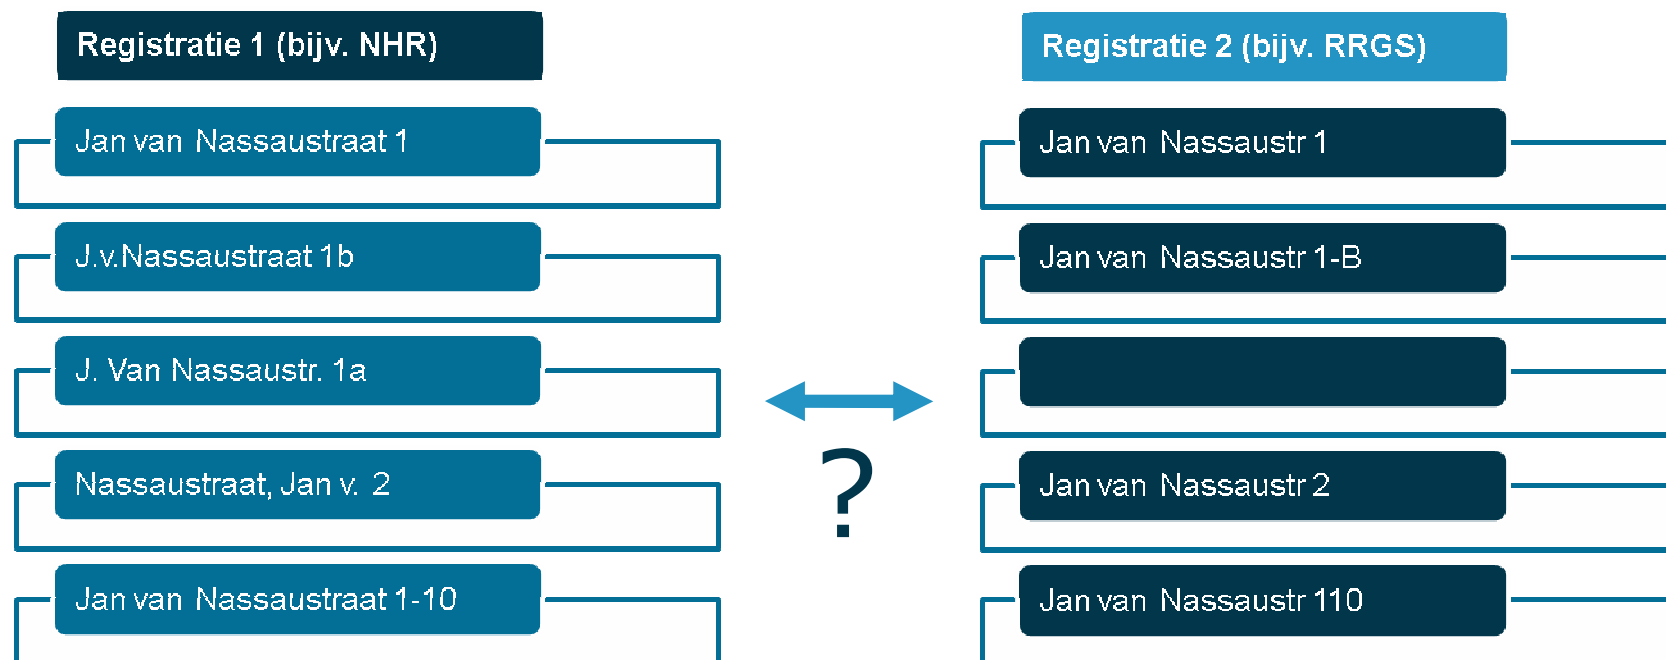 Registratie 1 (bijv. NHR)
Jan van Nassaustraat 1
J.v.Nassaustraat 1b
J. Van Nassaustr. 1a
Nassaustraat, Jan v. 2
Jan van Nassaustraat 1-10
?
Registratie 2 (bijv. RRGS)
Jan van Nassaustr 1
Jan van Nassaustr 1-B
Jan van Nassaustr 2
Jan van Nassaustr 110